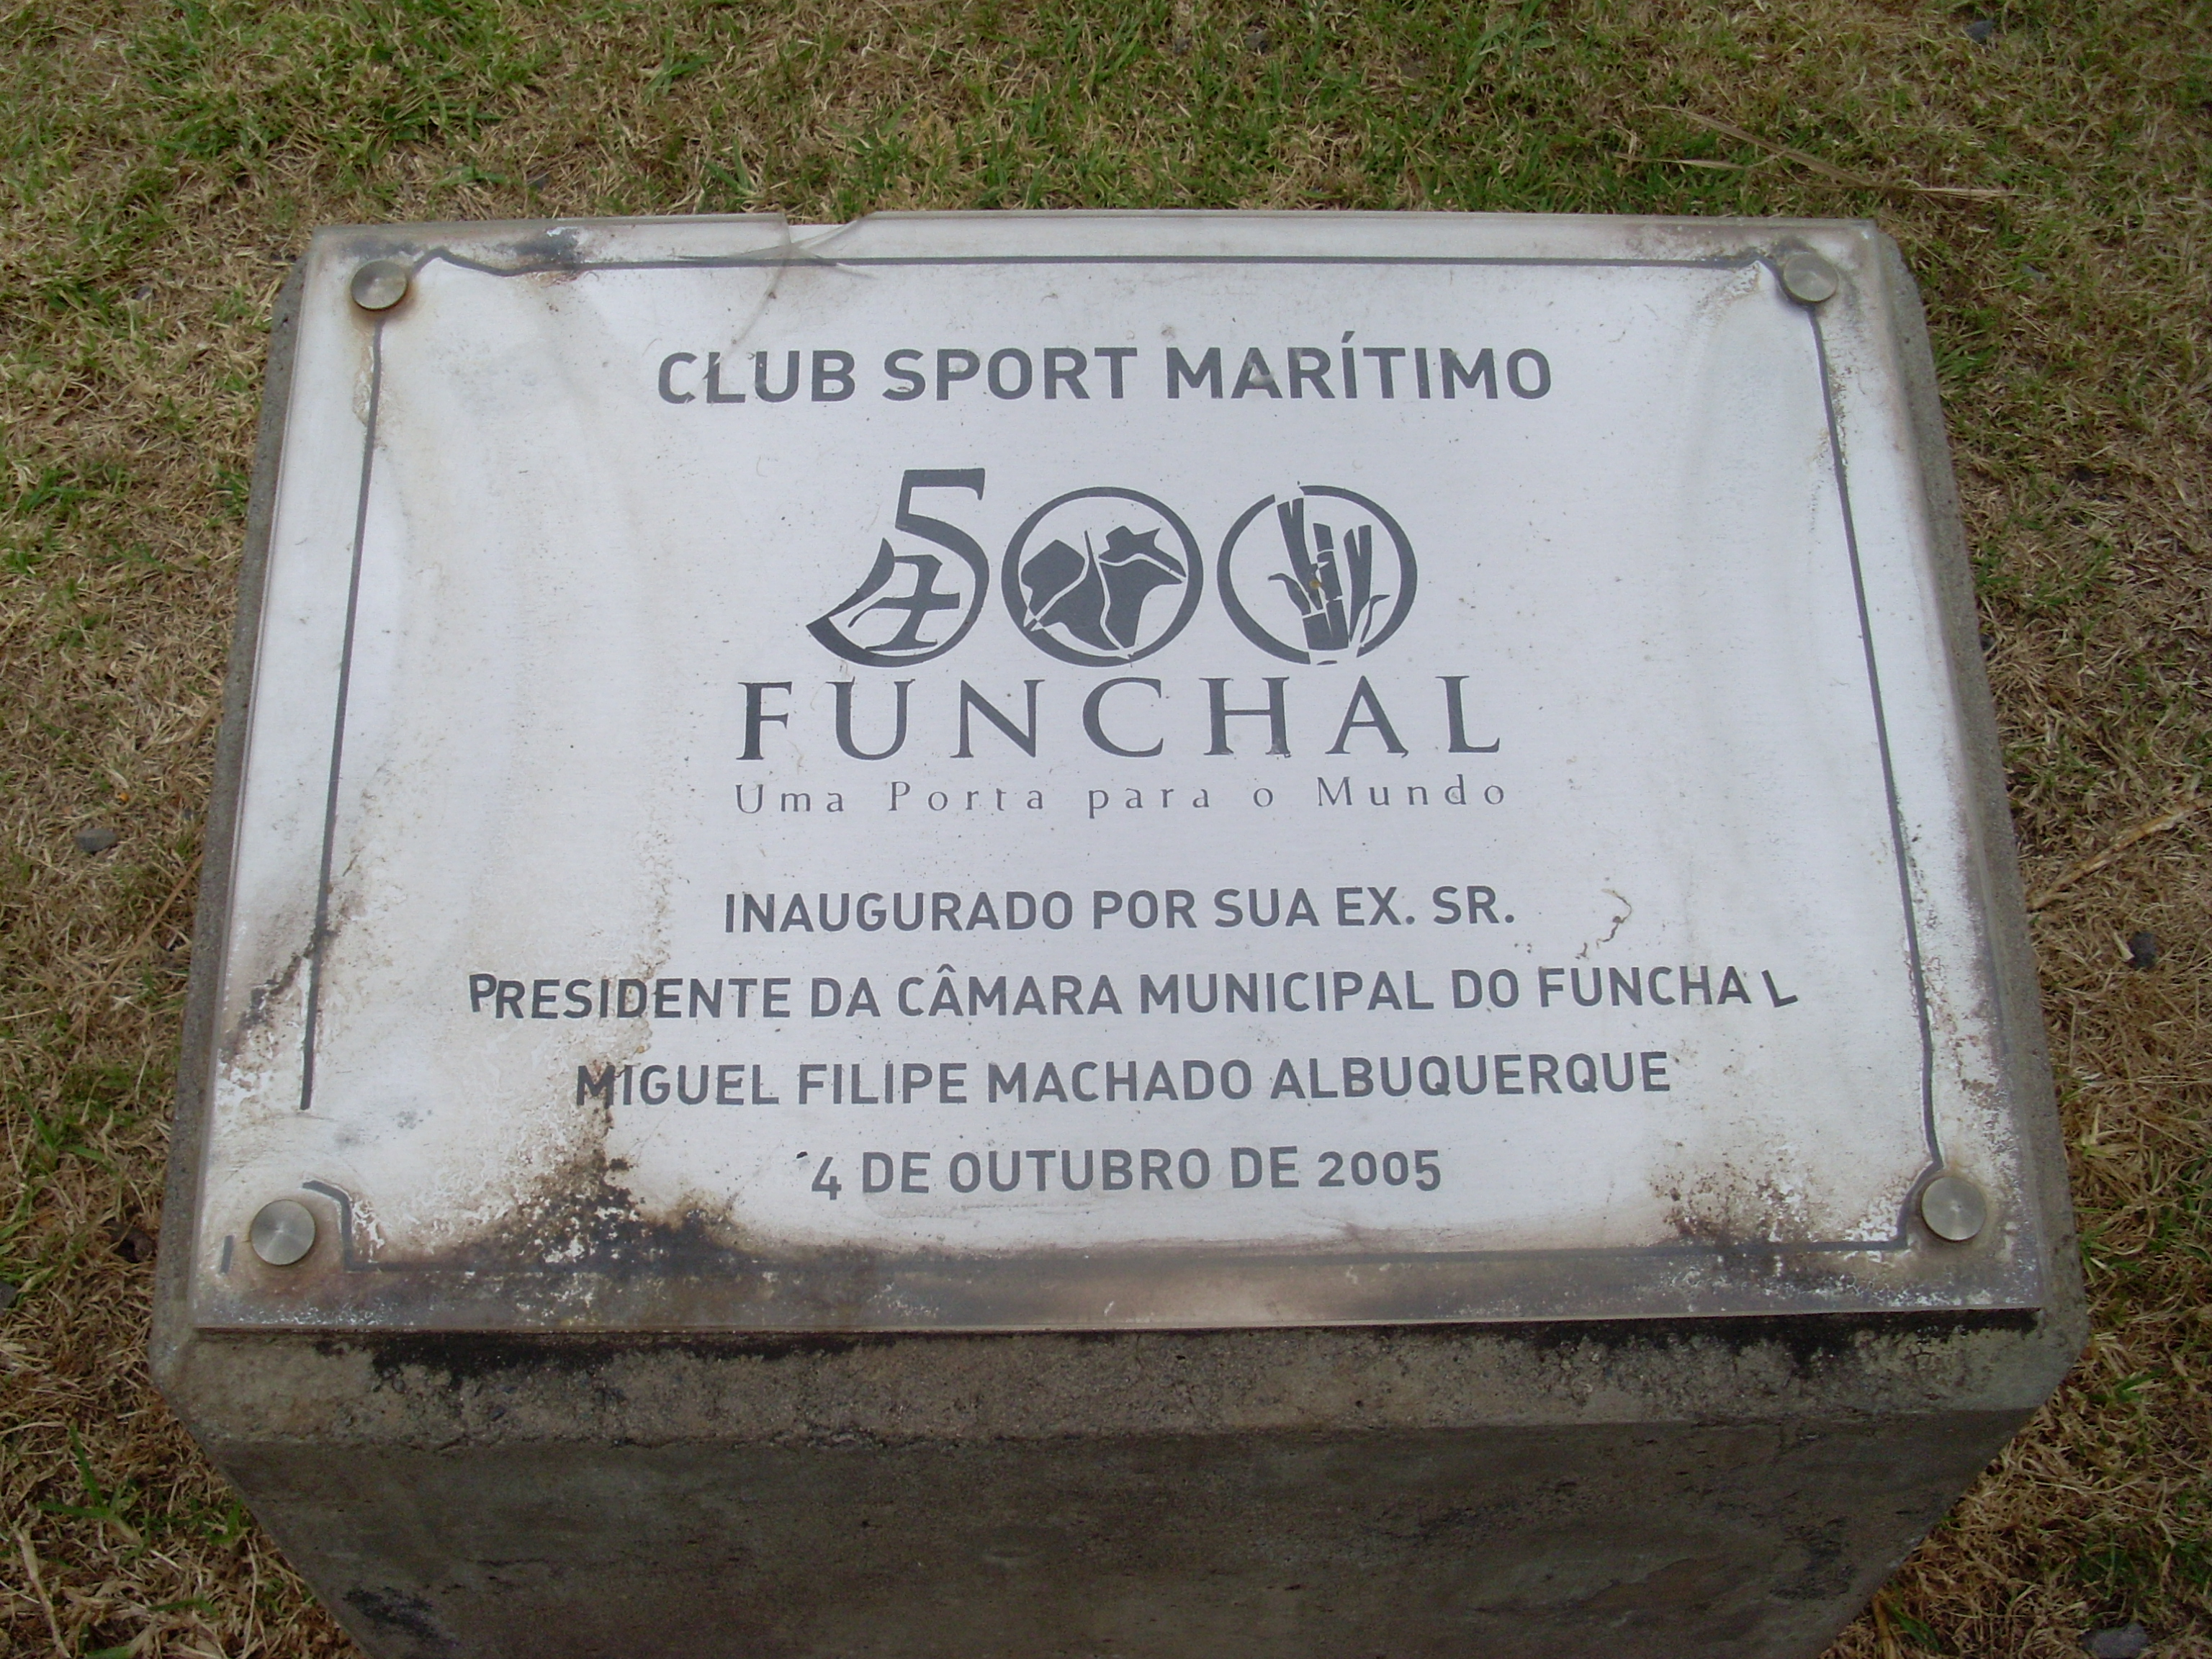 CLUB SPORT MARÍTIMO
500
FUNCHAL
Uma Porta para o Mundo
INAUGURADO POR SUA EX. SR.
PRESIDENTE DA CÂMARA MUNICIPAL DO FUNCHAL
MIGUEL FILIPE MACHADO ALBUQUERQUE
4 DE OUTUBRO DE 2005